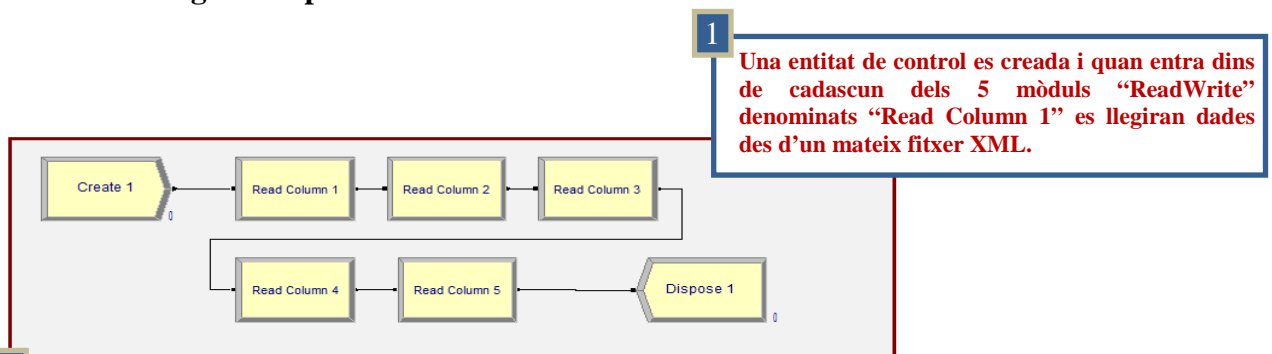 1
Una entitat de control es creada i quan entra dins
de cadascun dels 5 mòduls “ReadWrite”
denominats “Read Column 1” es llegiran dades
des d’un mateix fitxer XML.
Create 1
0
Read Column 1
Read Column 2
Read Column 3
Read Column 4
Read Column 5
Dispose 1
0